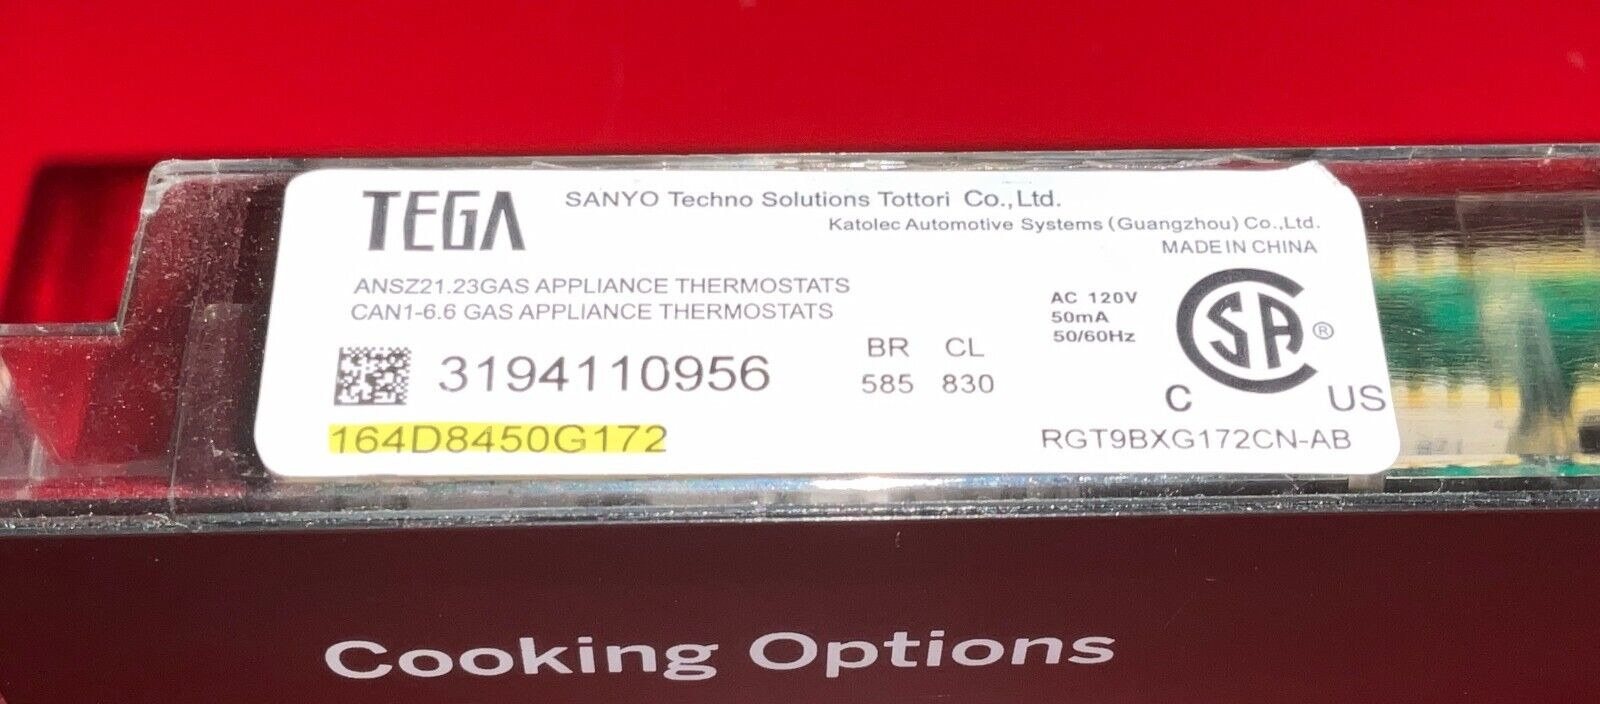 TEGA
SANYO Techno Solutions Tottori Co.,Ltd.
Katolec Automotive Systems (Guangzhou) Co.,Ltd.
MADE IN CHINA
ANSZ21.23GAS APPLIANCE THERMOSTATS
CAN1-6.6 GAS APPLIANCE THERMOSTATS
AC 120V
50mA
50/60Hz
CSA ®
C US
3194110956
BR CL
585 830
164D8450G172
RGT9BXG172CN-AB
Cooking Options